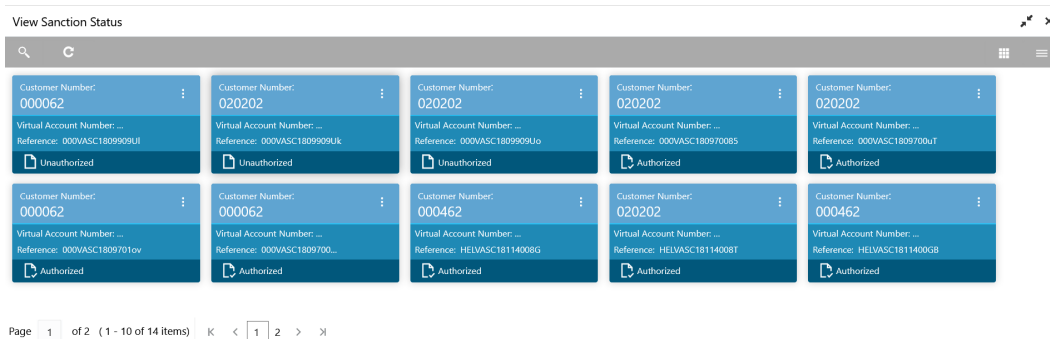 View Sanction Status
Customer Number:
000062
Virtual Account Number: ...
Reference: 000VASC1809909Ul
Unauthorized
Customer Number:
020202
Virtual Account Number: ...
Reference: 000VASC1809909Uk
Unauthorized
Customer Number:
020202
Virtual Account Number: ...
Reference: 000VASC1809909Uo
Unauthorized
Customer Number:
020202
Virtual Account Number: ...
Reference: 000VASC180970085
Authorized
Customer Number:
020202
Virtual Account Number: ...
Reference: 000VASC1809700uT
Authorized
Customer Number:
000062
Virtual Account Number: ...
Reference: 000VASC1809701ov
Authorized
Customer Number:
000062
Virtual Account Number: ...
Reference: 000VASC1809700...
Authorized
Customer Number:
000462
Virtual Account Number: ...
Reference: HELVASC18114008G
Authorized
Customer Number:
020202
Virtual Account Number: ...
Reference: HELVASC18114008T
Authorized
Customer Number:
000462
Virtual Account Number: ...
Reference: HELVASC1811400GB
Authorized
Page 1 of 2 (1 - 10 of 14 items) K < 1 2 > >|